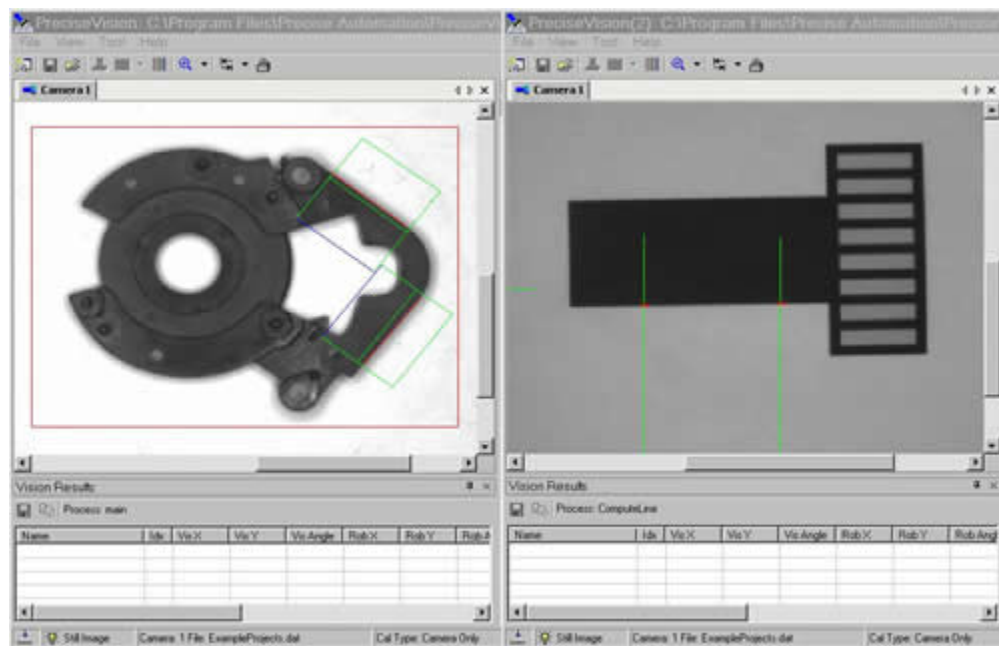 PreciseVision: C:\Program Files\Precise Automation\PreciseVi
File View Tool Help
Camera 1
Vision Results
Process: main
Name Idx Vis X Vis Y Vis Angle Rob X Rob Y Rob A
Still Image Camera: 1 File: ExampleProjects.dat Cal Type: Camera Only
PreciseVision(2): C:\Program Files\Precise Automation\Precise
File View Tool Help
Camera 1
Vision Results
Process: ComputeLine
Name Idx Vis X Vis Y Vis Angle Rob X Rob Y Rob Angl
Still Image Camera: 1 File: ExampleProjects.dat Cal Type: Camera Only